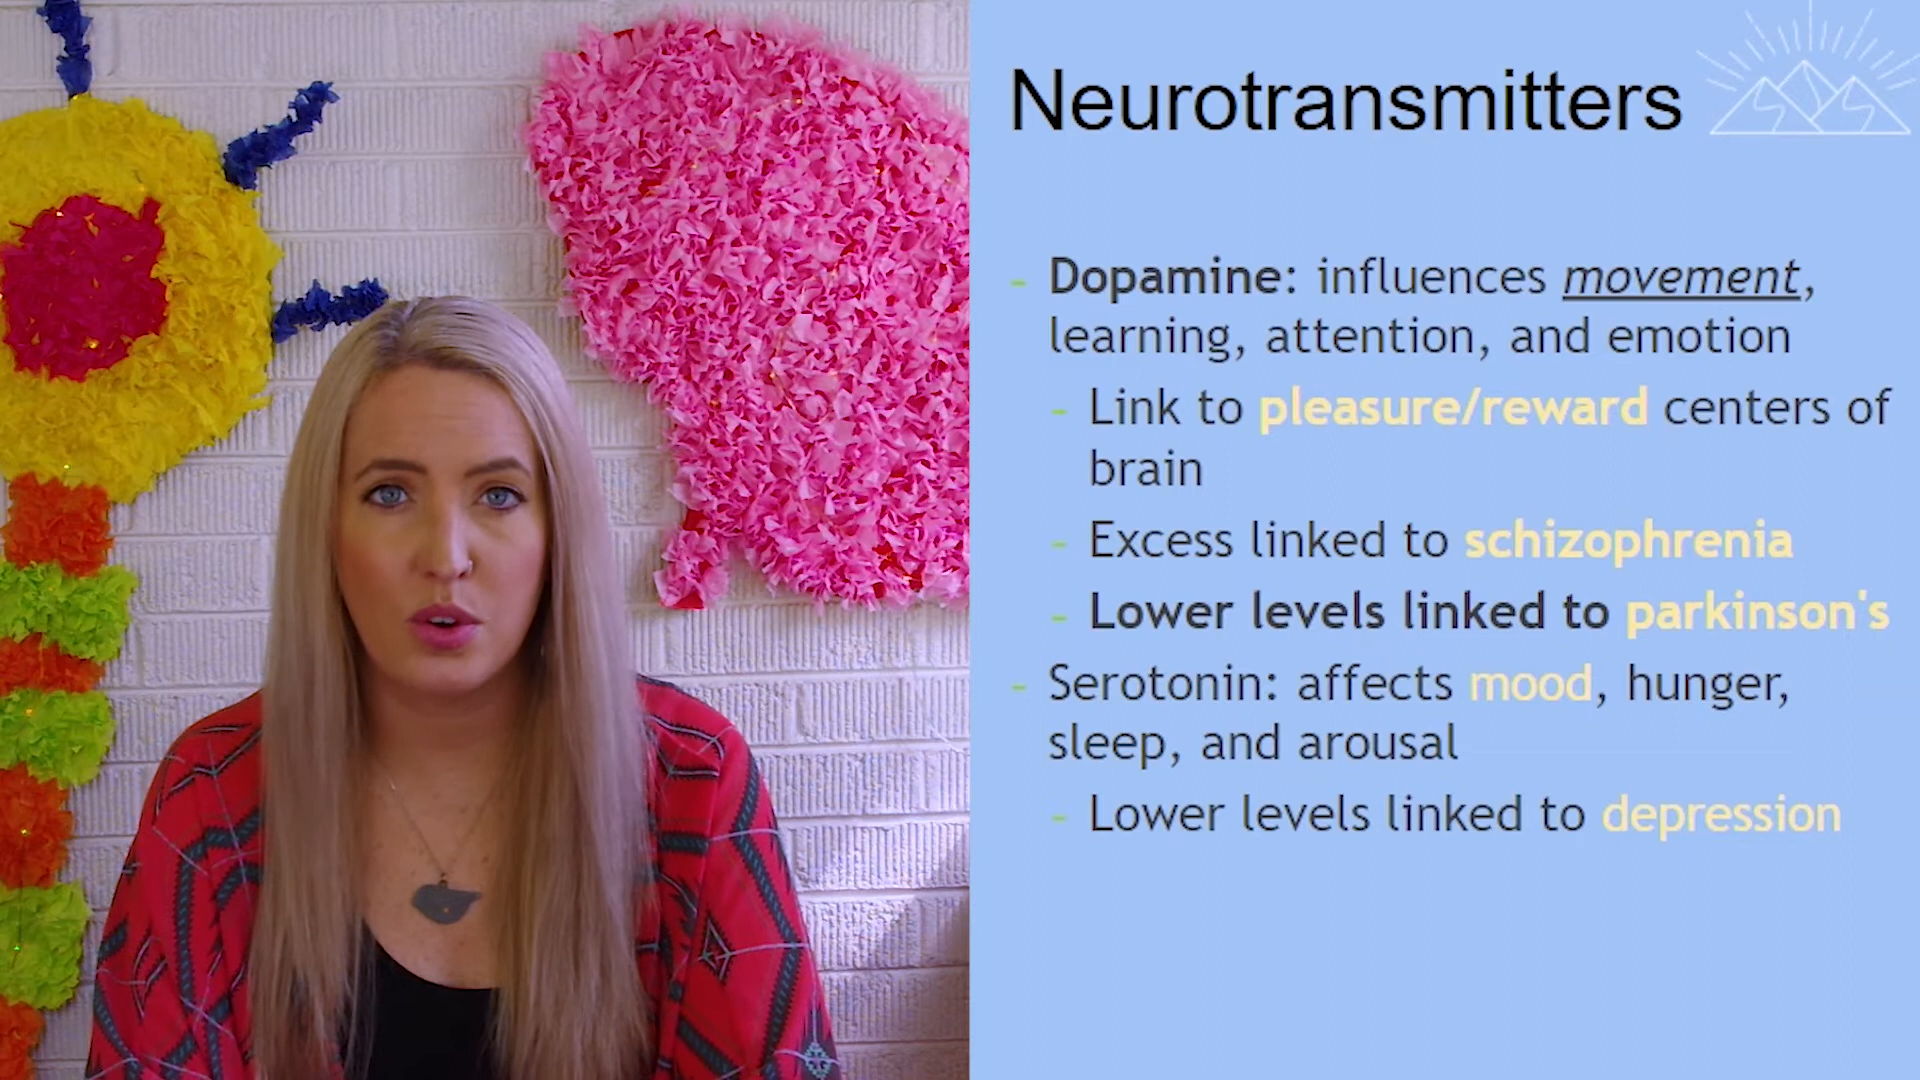 Neurotransmitters
- Dopamine: influences movement,
learning, attention, and emotion
- Link to pleasure/reward centers of
brain
- Excess linked to schizophrenia
- Lower levels linked to parkinson's
- Serotonin: affects mood, hunger,
sleep, and arousal
- Lower levels linked to depression